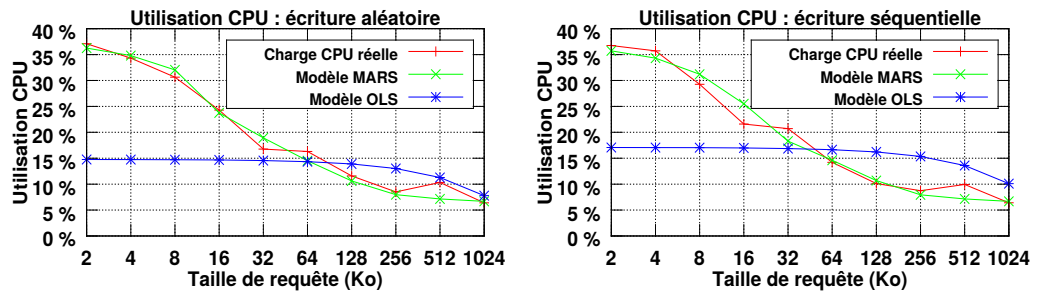 Utilisation CPU : écriture aléatoire
40 %
35 %
30 %
25 %
20 %
15 %
10 %
5 %
0 %
Utilisation CPU
Charge CPU réelle
Modèle MARS
Modèle OLS
2 4 8 16 32 64 128 256 512 1024
Taille de requête (Ko)
Utilisation CPU : écriture séquentielle
40 %
35 %
30 %
25 %
20 %
15 %
10 %
5 %
0 %
Utilisation CPU
Charge CPU réelle
Modèle MARS
Modèle OLS
2 4 8 16 32 64 128 256 512 1024
Taille de requête (Ko)